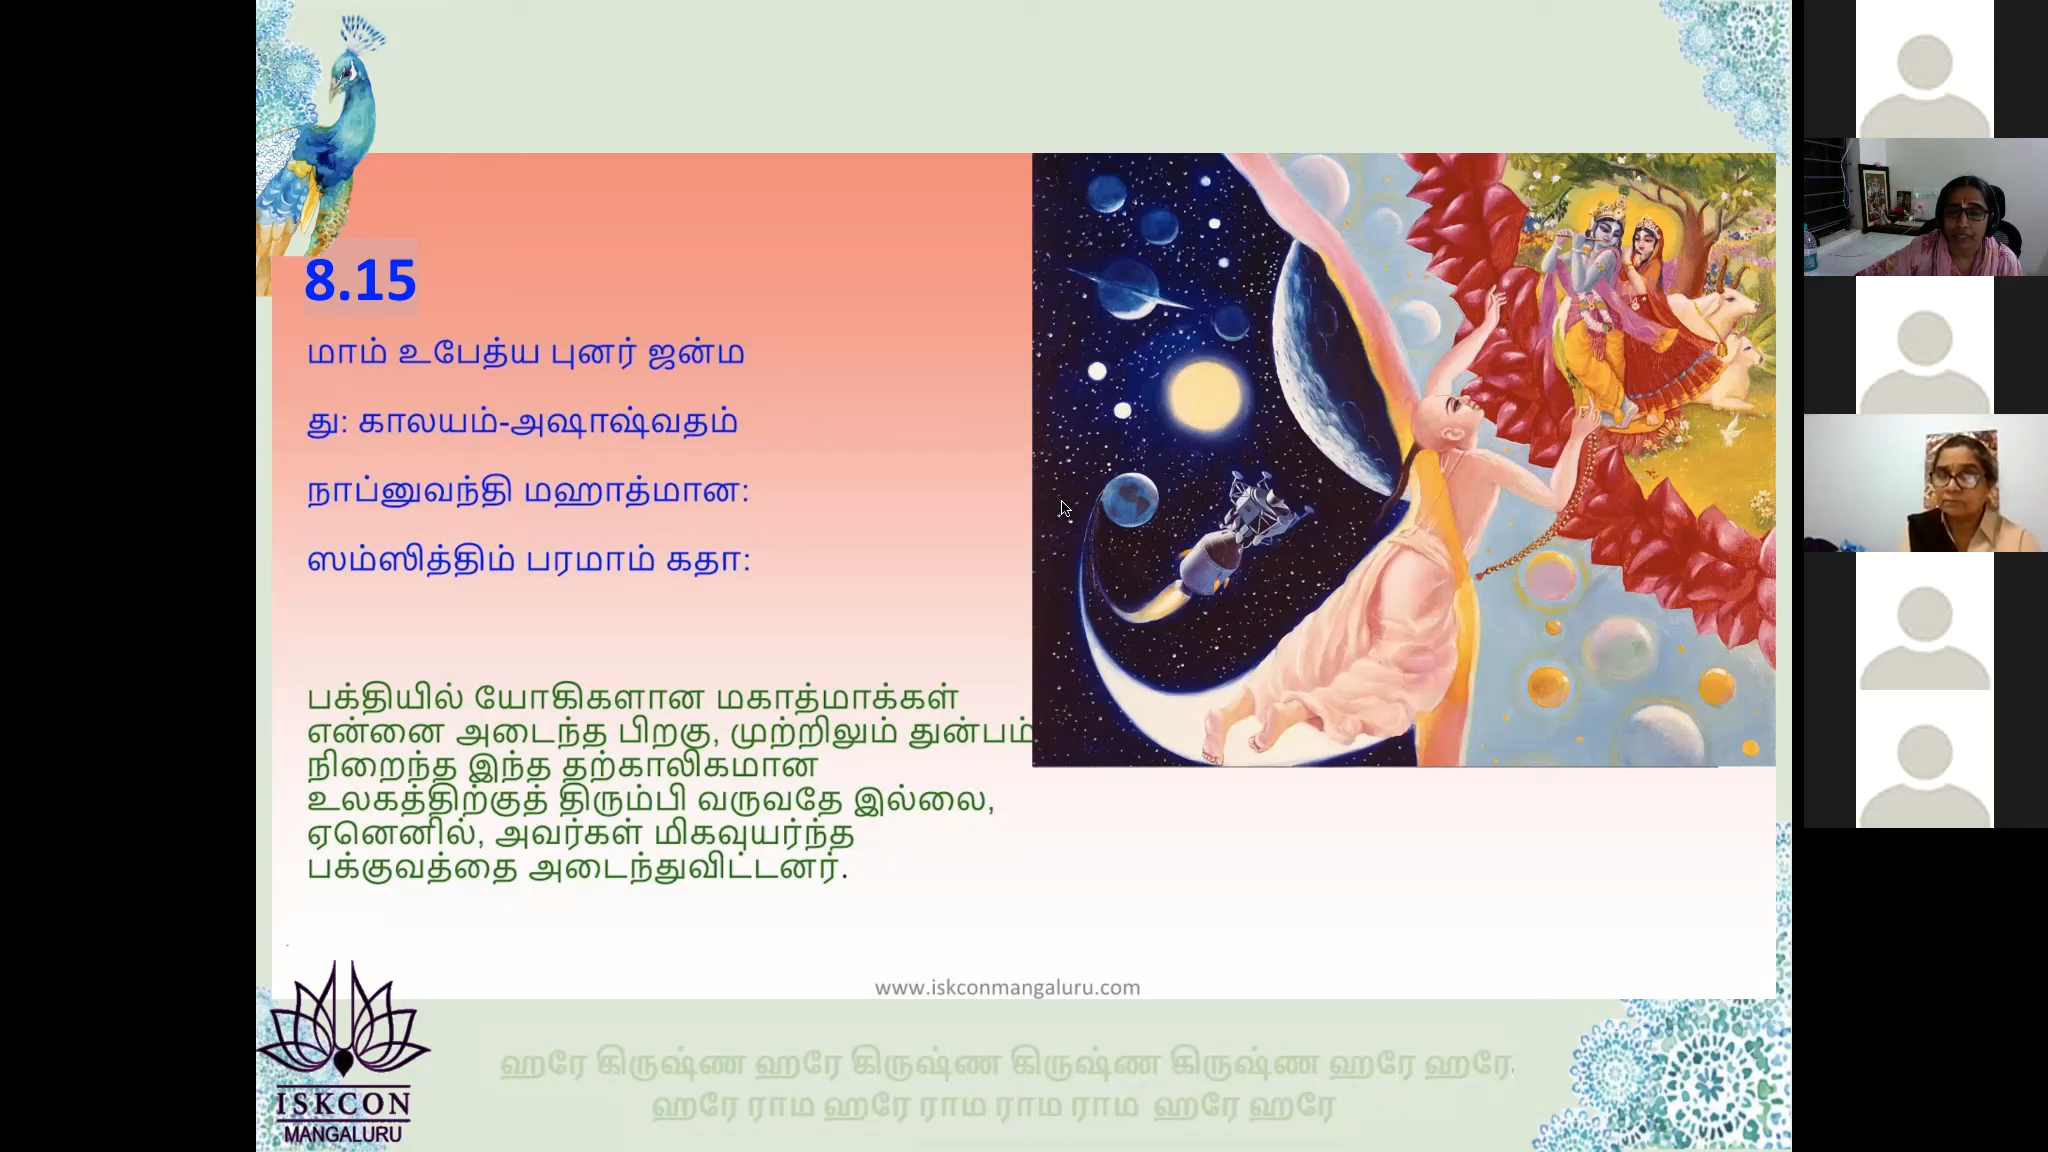 8.15
மாம் உபேத்ய புனர் ஜன்ம
து: காலயம்-அஷாஷ்வதம்
நாப்னுவந்தி மஹாத்மான:
ஸம்ஸித்திம் பரமாம் கதா:
பக்தியில் யோகிகளான மகாத்மாக்கள்
என்னை அடைந்த பிறகு, முற்றிலும் துன்பம்
நிறைந்த இந்த தற்காலிகமான
உலகத்திற்குத் திரும்பி வருவதே இல்லை,
ஏனெனில், அவர்கள் மிகவுயர்ந்த
பக்குவத்தை அடைந்துவிட்டனர்.
www.iskconmangaluru.com
ஹரே கிருஷ்ண ஹரே கிருஷ்ண கிருஷ்ண கிருஷ்ண ஹரே ஹரே
ஹரே ராம ஹரே ராம ராம ராம ஹரே ஹரே
ISKCON
MANGALURU